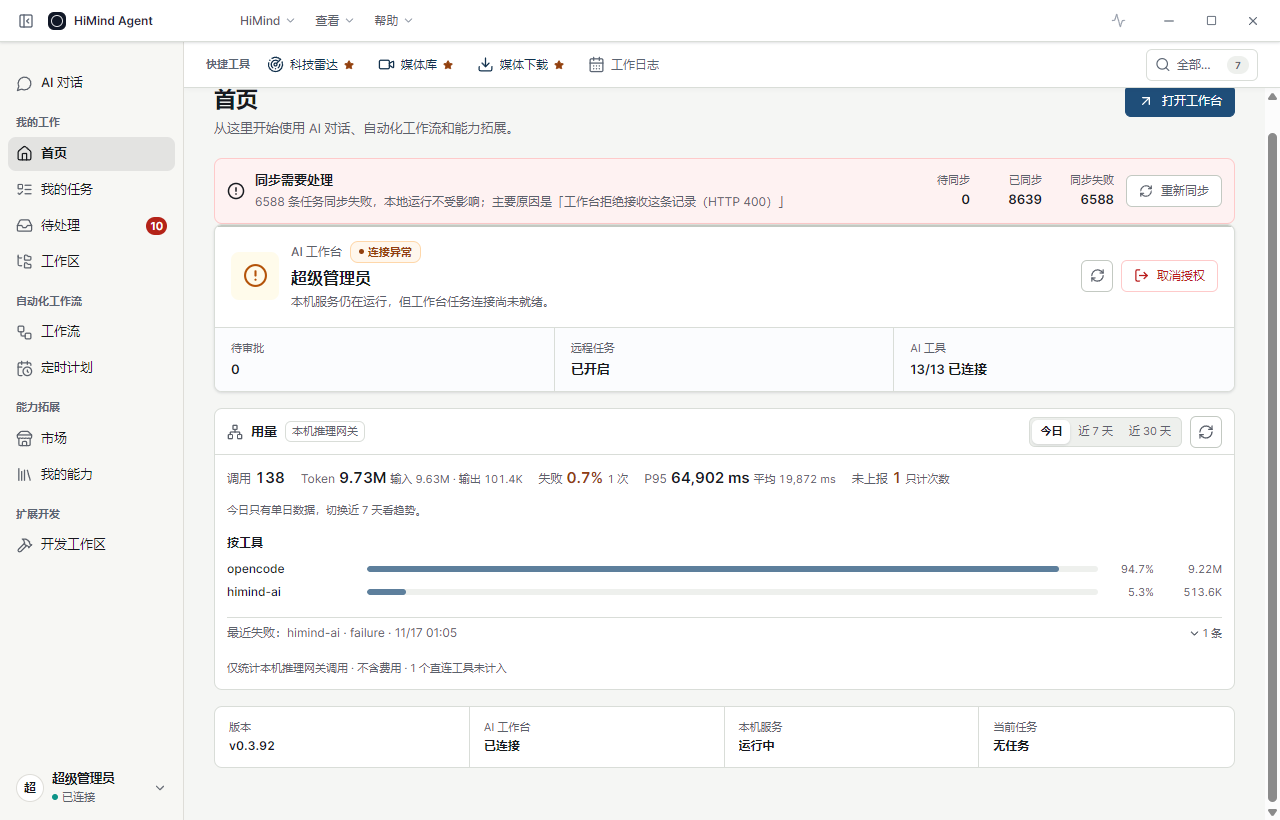 HiMind Agent
HiMind
查看
帮助
快捷工具
科技雷达
媒体库
媒体下载
工作日志
全部...
7
AI 对话
我的工作
首页
我的任务
待处理
10
工作区
自动化工作流
工作流
定时计划
能力拓展
市场
我的能力
扩展开发
开发工作区
超
超级管理员
已连接
首页
从这里开始使用 AI 对话、自动化工作流和能力拓展。
打开工作台
同步需要处理
6588 条任务同步失败，本地运行不受影响；主要原因是「工作台拒绝接收这条记录（HTTP 400）」
待同步
0
已同步
8639
同步失败
6588
重新同步
AI 工作台
连接异常
超级管理员
本机服务仍在运行，但工作台任务连接尚未就绪。
取消授权
待审批
0
远程任务
已开启
AI 工具
13/13 已连接
用量
本机推理网关
今日
近 7 天
近 30 天
调用 138 Token 9.73M 输入 9.63M · 输出 101.4K 失败 0.7% 1 次 P95 64,902 ms 平均 19,872 ms 未上报 1 只计次数
今日只有单日数据，切换近 7 天看趋势。
按工具
opencode 94.7% 9.22M
himind-ai 5.3% 513.6K
最近失败：himind-ai · failure · 11/17 01:05
1 条
仅统计本机推理网关调用 · 不含费用 · 1 个直连工具未计入
版本
v0.3.92
AI 工作台
已连接
本机服务
运行中
当前任务
无任务